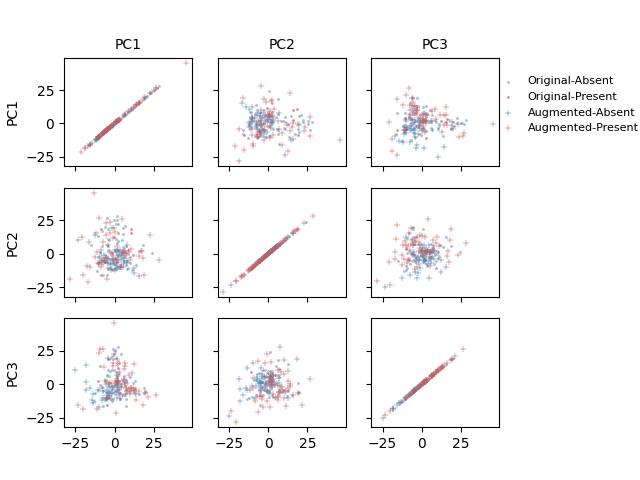 PC1 PC2 PC3
PC1 25 0 −25
Original-Absent
Original-Present
Augmented-Absent
Augmented-Present
PC2 25 0 −25
PC3 25 0 −25
−25 0 25 −25 0 25 −25 0 25